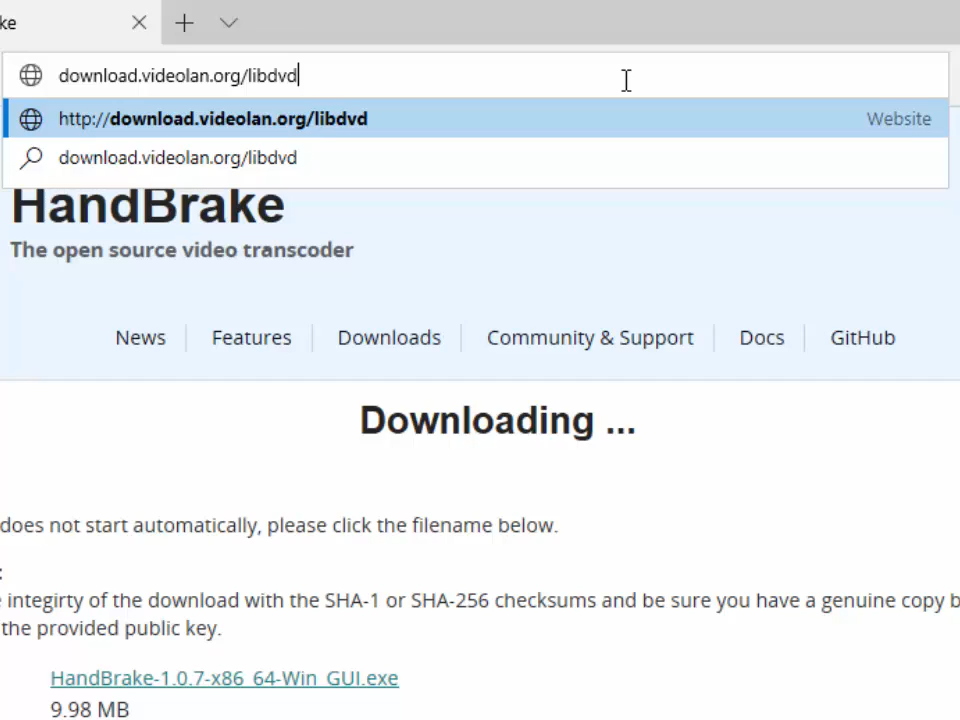 ke
download.videolan.org/libdvd
http://download.videolan.org/libdvd Website
download.videolan.org/libdvd
HandBrake
The open source video transcoder
News Features Downloads Community & Support Docs GitHub
Downloading ...
does not start automatically, please click the filename below.
:
integirty of the download with the SHA-1 or SHA-256 checksums and be sure you have a genuine copy b
the provided public key.
HandBrake-1.0.7-x86_64-Win_GUI.exe
9.98 MB